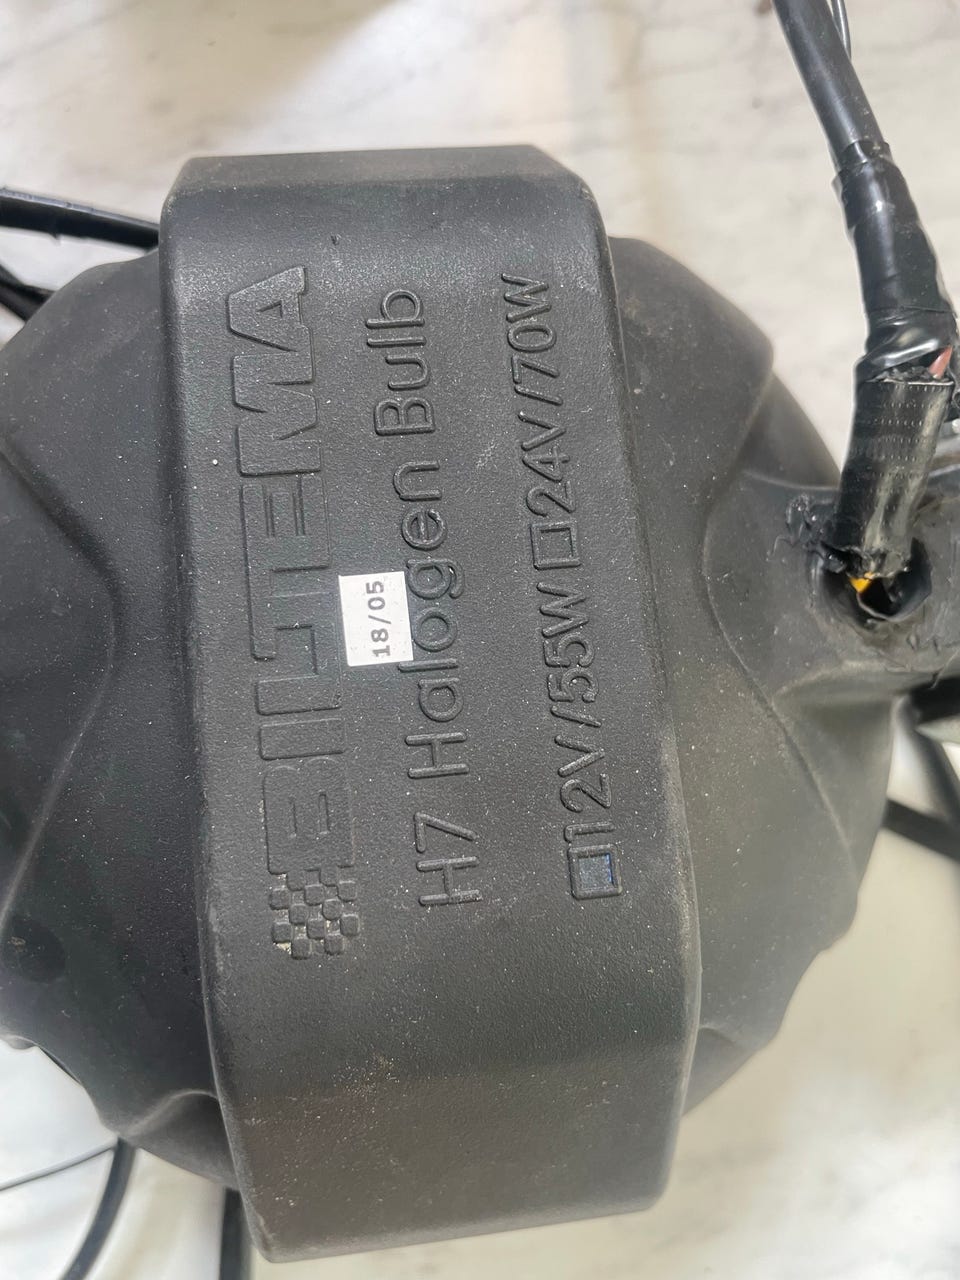 BILTEMA
18/05
H7 Halogen Bulb
□12V/55W □24V/70W